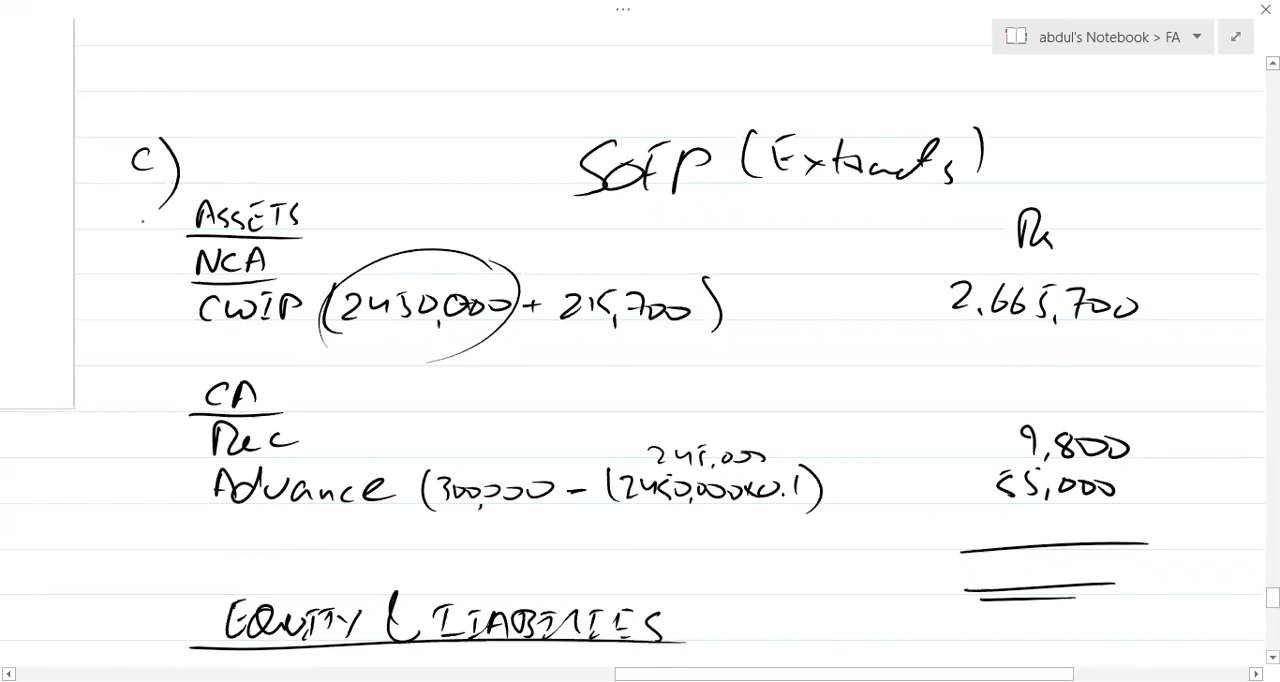 abdul's Notebook > FA
c) SOFP (Extracts)
ASSETS Rs
NCA
CWIP (2450,000 + 215,700) 2,665,700
CA
Rec 9,800
245,000
Advance (300,000 - (2450,000x0.1) 55,000
EQUITY & LIABILITIES